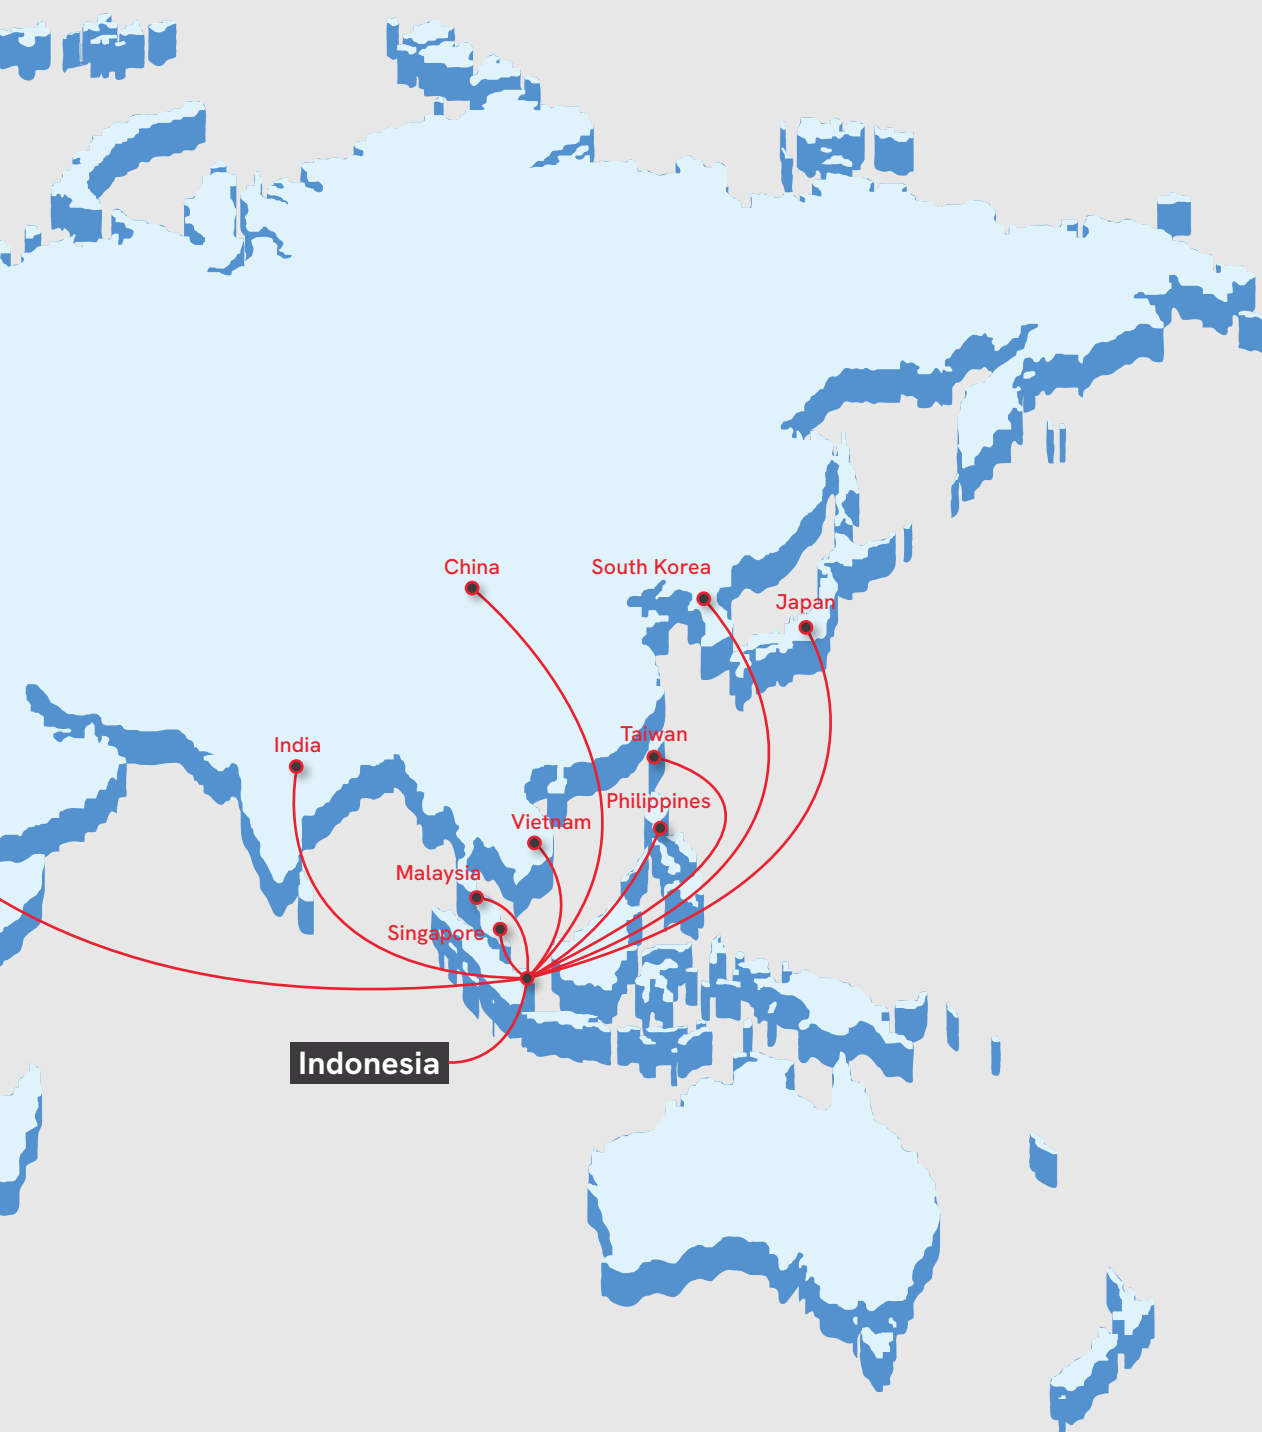 China
South Korea
Japan
Taiwan
India
Philippines
Vietnam
Malaysia
Singapore
Indonesia